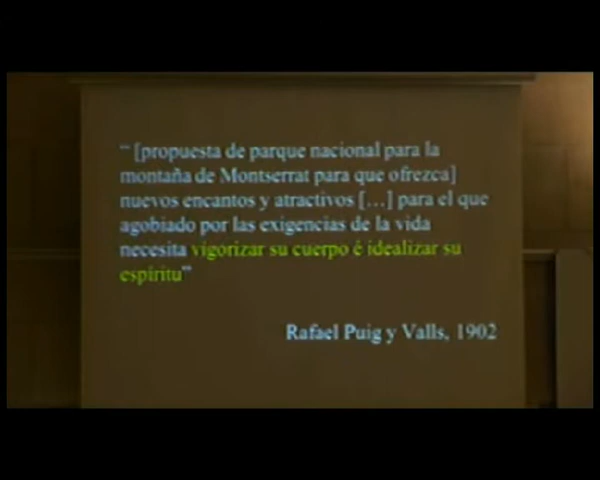 “ [propuesta de parque nacional para la
montaña de Montserrat para que ofrezca]
nuevos encantos y atractivos […] para el que
agobiado por las exigencias de la vida
necesita vigorizar su cuerpo é idealizar su
espíritu”
Rafael Puig y Valls, 1902